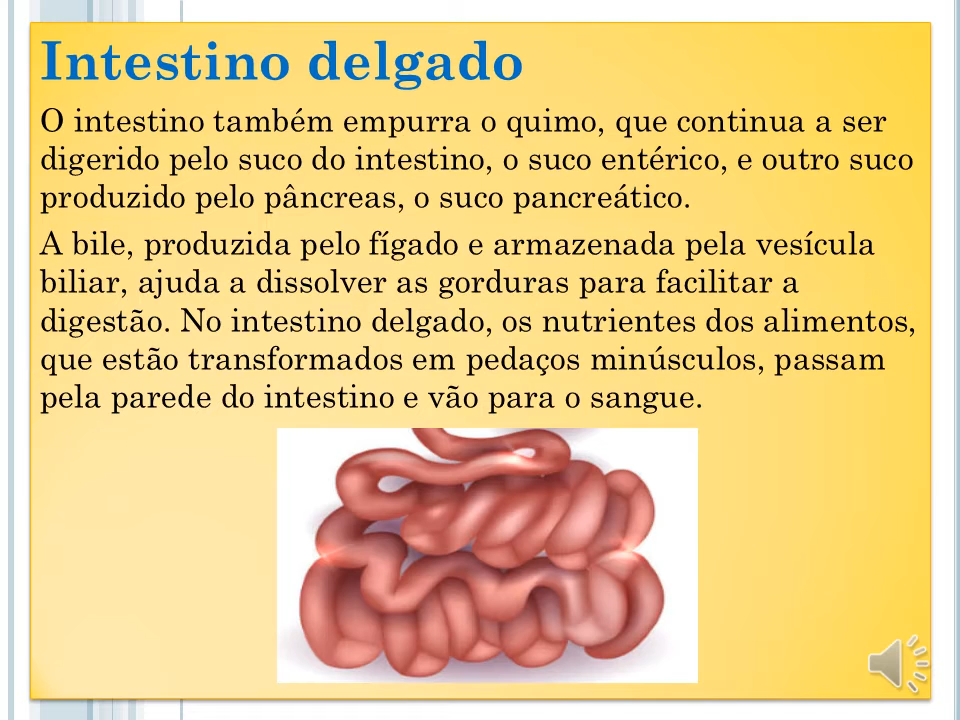 Intestino delgado
O intestino também empurra o quimo, que continua a ser
digerido pelo suco do intestino, o suco entérico, e outro suco
produzido pelo pâncreas, o suco pancreático.
A bile, produzida pelo fígado e armazenada pela vesícula
biliar, ajuda a dissolver as gorduras para facilitar a
digestão. No intestino delgado, os nutrientes dos alimentos,
que estão transformados em pedaços minúsculos, passam
pela parede do intestino e vão para o sangue.